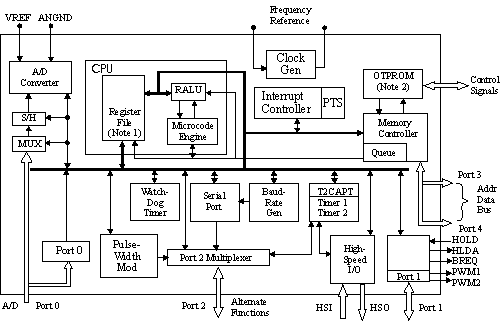 VREF ANGND
Frequency
Reference
A/D
Converter
CPU
Clock
Gen
OTPROM
(Note 2)
Control
Signals
S/H
MUX
Register
File
(Note 1)
RALU
Microcode
Engine
Interrupt
Controller
PTS
Memory
Controller
Queue
Port 3
Addr
Data
Bus
Port 4
Watch-
Dog
Timer
Serial
Port
Baud-
Rate
Gen
T2CAPT
Timer 1
Timer 2
Port 0
Pulse-
Width
Mod
Port 2 Multiplexer
High-
Speed
I/O
Port 1
HOLD
HLDA
BREQ
PWM1
PWM2
A/D Port 0
Port 2
Alternate
Functions
HSI
HSO
Port 1